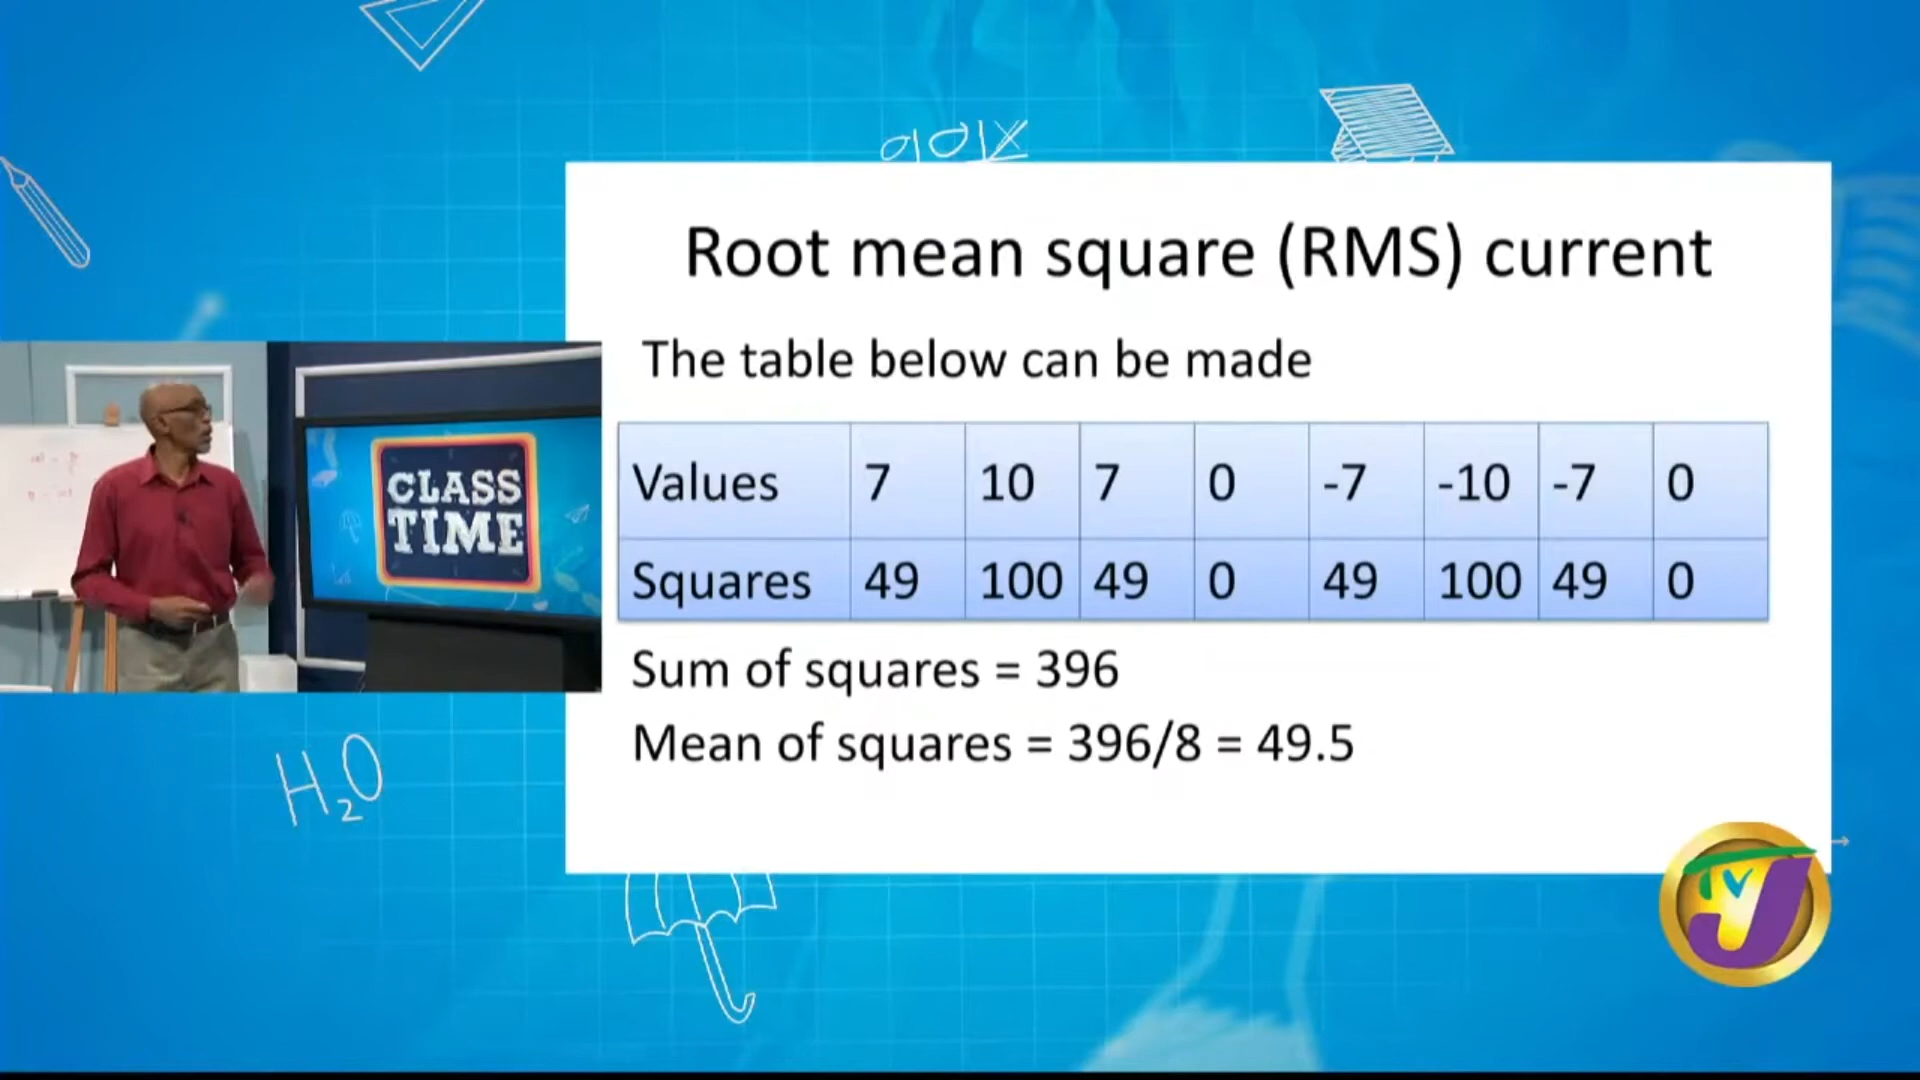 Root mean square (RMS) current
The table below can be made
Values 7 10 7 0 -7 -10 -7 0
Squares 49 100 49 0 49 100 49 0
Sum of squares = 396
Mean of squares = 396/8 = 49.5
CLASS
TIME
H₂O
TVJ